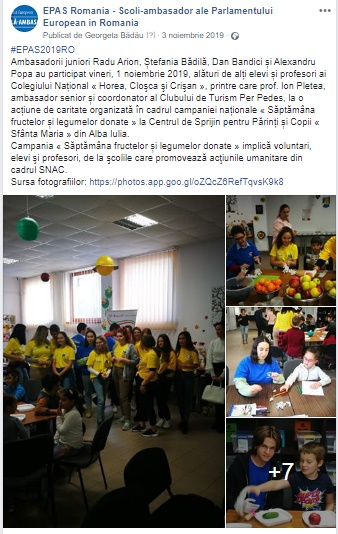 EPAS Romania - Scoli-ambasador ale Parlamentului
European in Romania
Publicat de Georgeta Bădău [?] · 3 noiembrie 2019 ·
#EPAS2019RO
Ambasadorii juniori Radu Arion, Ștefania Bădilă, Dan Bandici și Alexandru
Popa au participat vineri, 1 noiembrie 2019, alături de alți elevi și profesori ai
Colegiului Național « Horea, Cloșca și Crișan », printre care prof. Ion Pletea,
ambasador senior și coordonator al Clubului de Turism Per Pedes, la o
acțiune de caritate organizată în cadrul campaniei naționale « Săptămâna
fructelor și legumelor donate » la Centrul de Sprijin pentru Părinți și Copii «
Sfânta Maria » din Alba Iulia.
Campania « Săptămâna fructelor și legumelor donate » implică voluntari,
elevi și profesori, de la școlile care promovează acțiunile umanitar din
cadrul SNAC.
Sursa fotografiilor: https://photos.app.goo.gl/oZQcZ6RefTqvsK9k8
+7